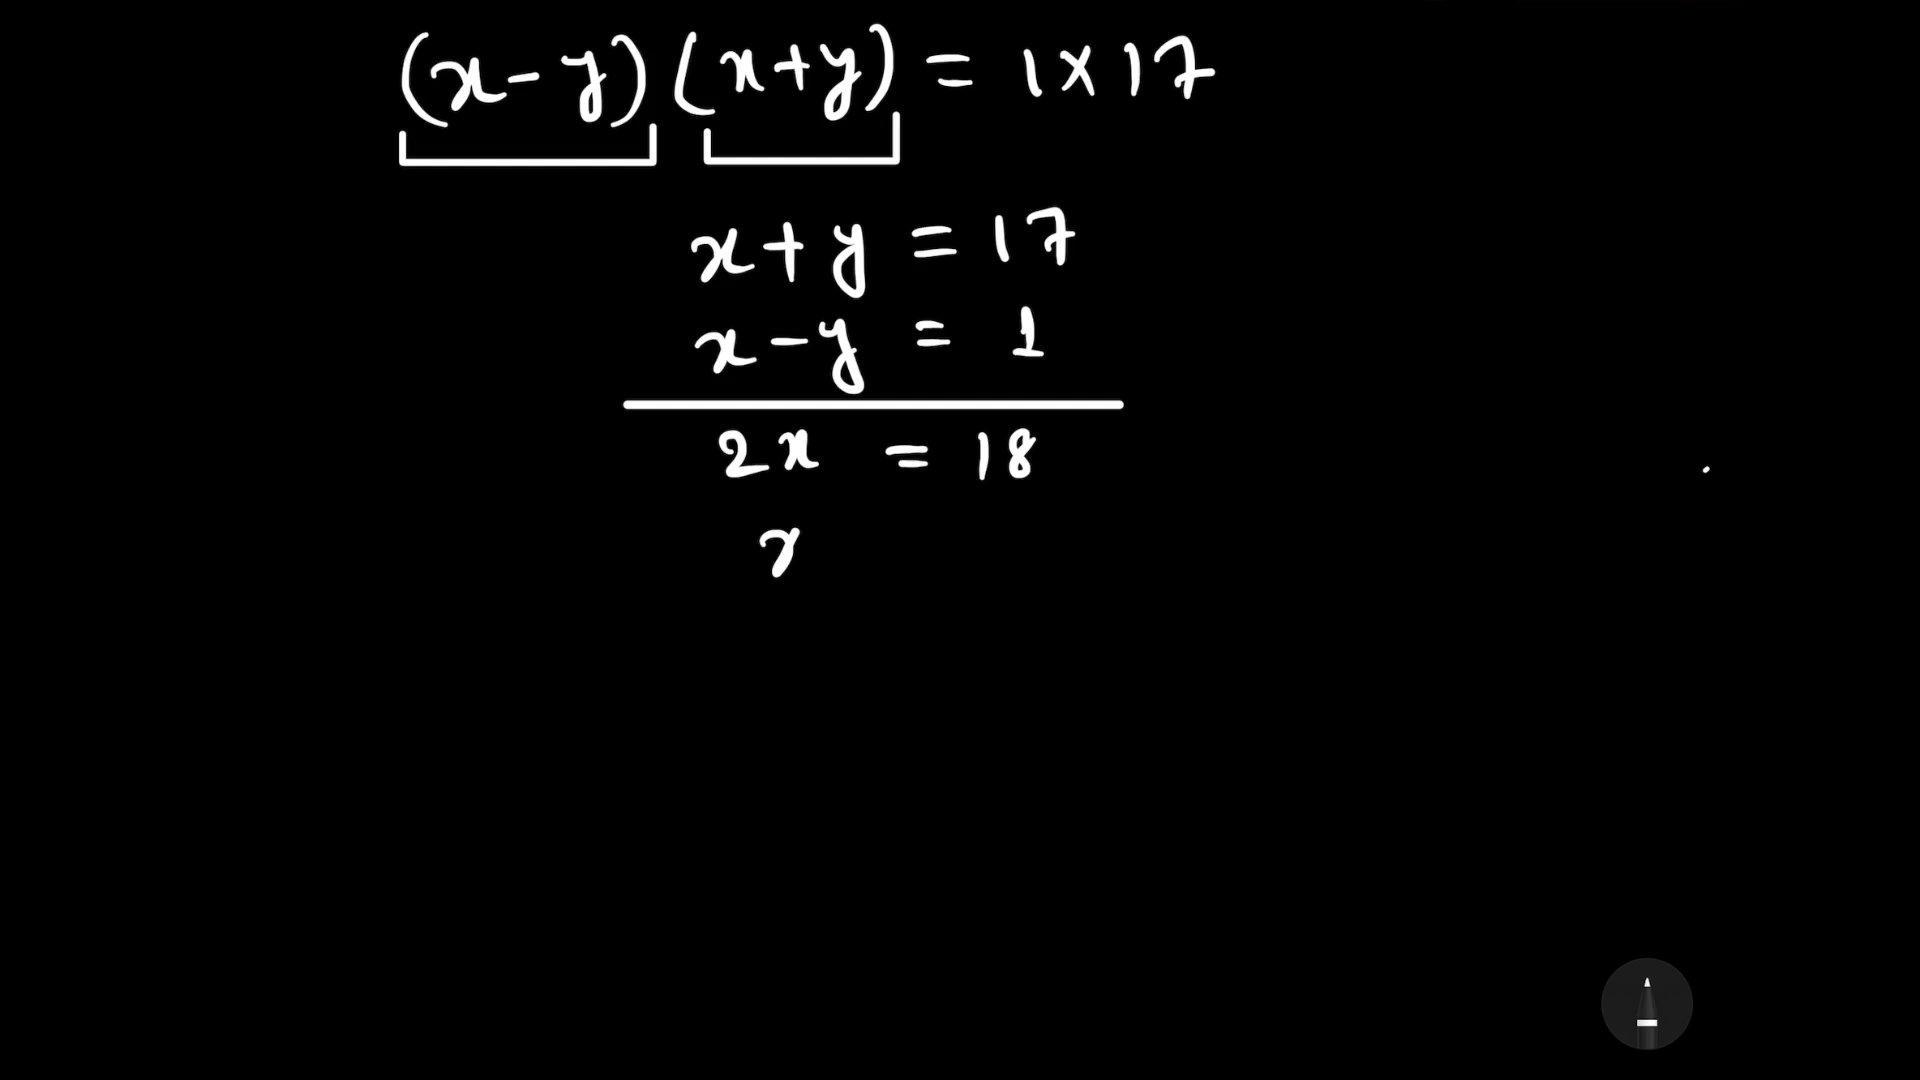 (x-y)(x+y) = 1×17
x+y = 17
x-y = 1
2x = 18
x